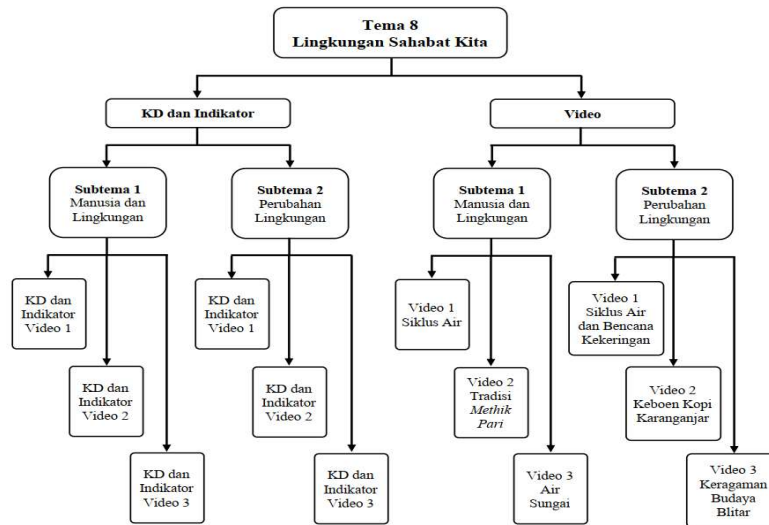 Tema 8
Lingkungan Sahabat Kita
KD dan Indikator
Video
Subtema 1
Manusia dan
Lingkungan
Subtema 2
Perubahan
Lingkungan
Subtema 1
Manusia dan
Lingkungan
Subtema 2
Perubahan
Lingkungan
KD dan
Indikator
Video 1
KD dan
Indikator
Video 2
KD dan
Indikator
Video 3
KD dan
Indikator
Video 1
KD dan
Indikator
Video 2
KD dan
Indikator
Video 3
Video 1
Siklus Air
Video 2
Tradisi
Methik
Pari
Video 3
Air
Sungai
Video 1
Siklus Air
dan Bencana
Kekeringan
Video 2
Keboen Kopi
Karanganjar
Video 3
Keragaman
Budaya
Blitar